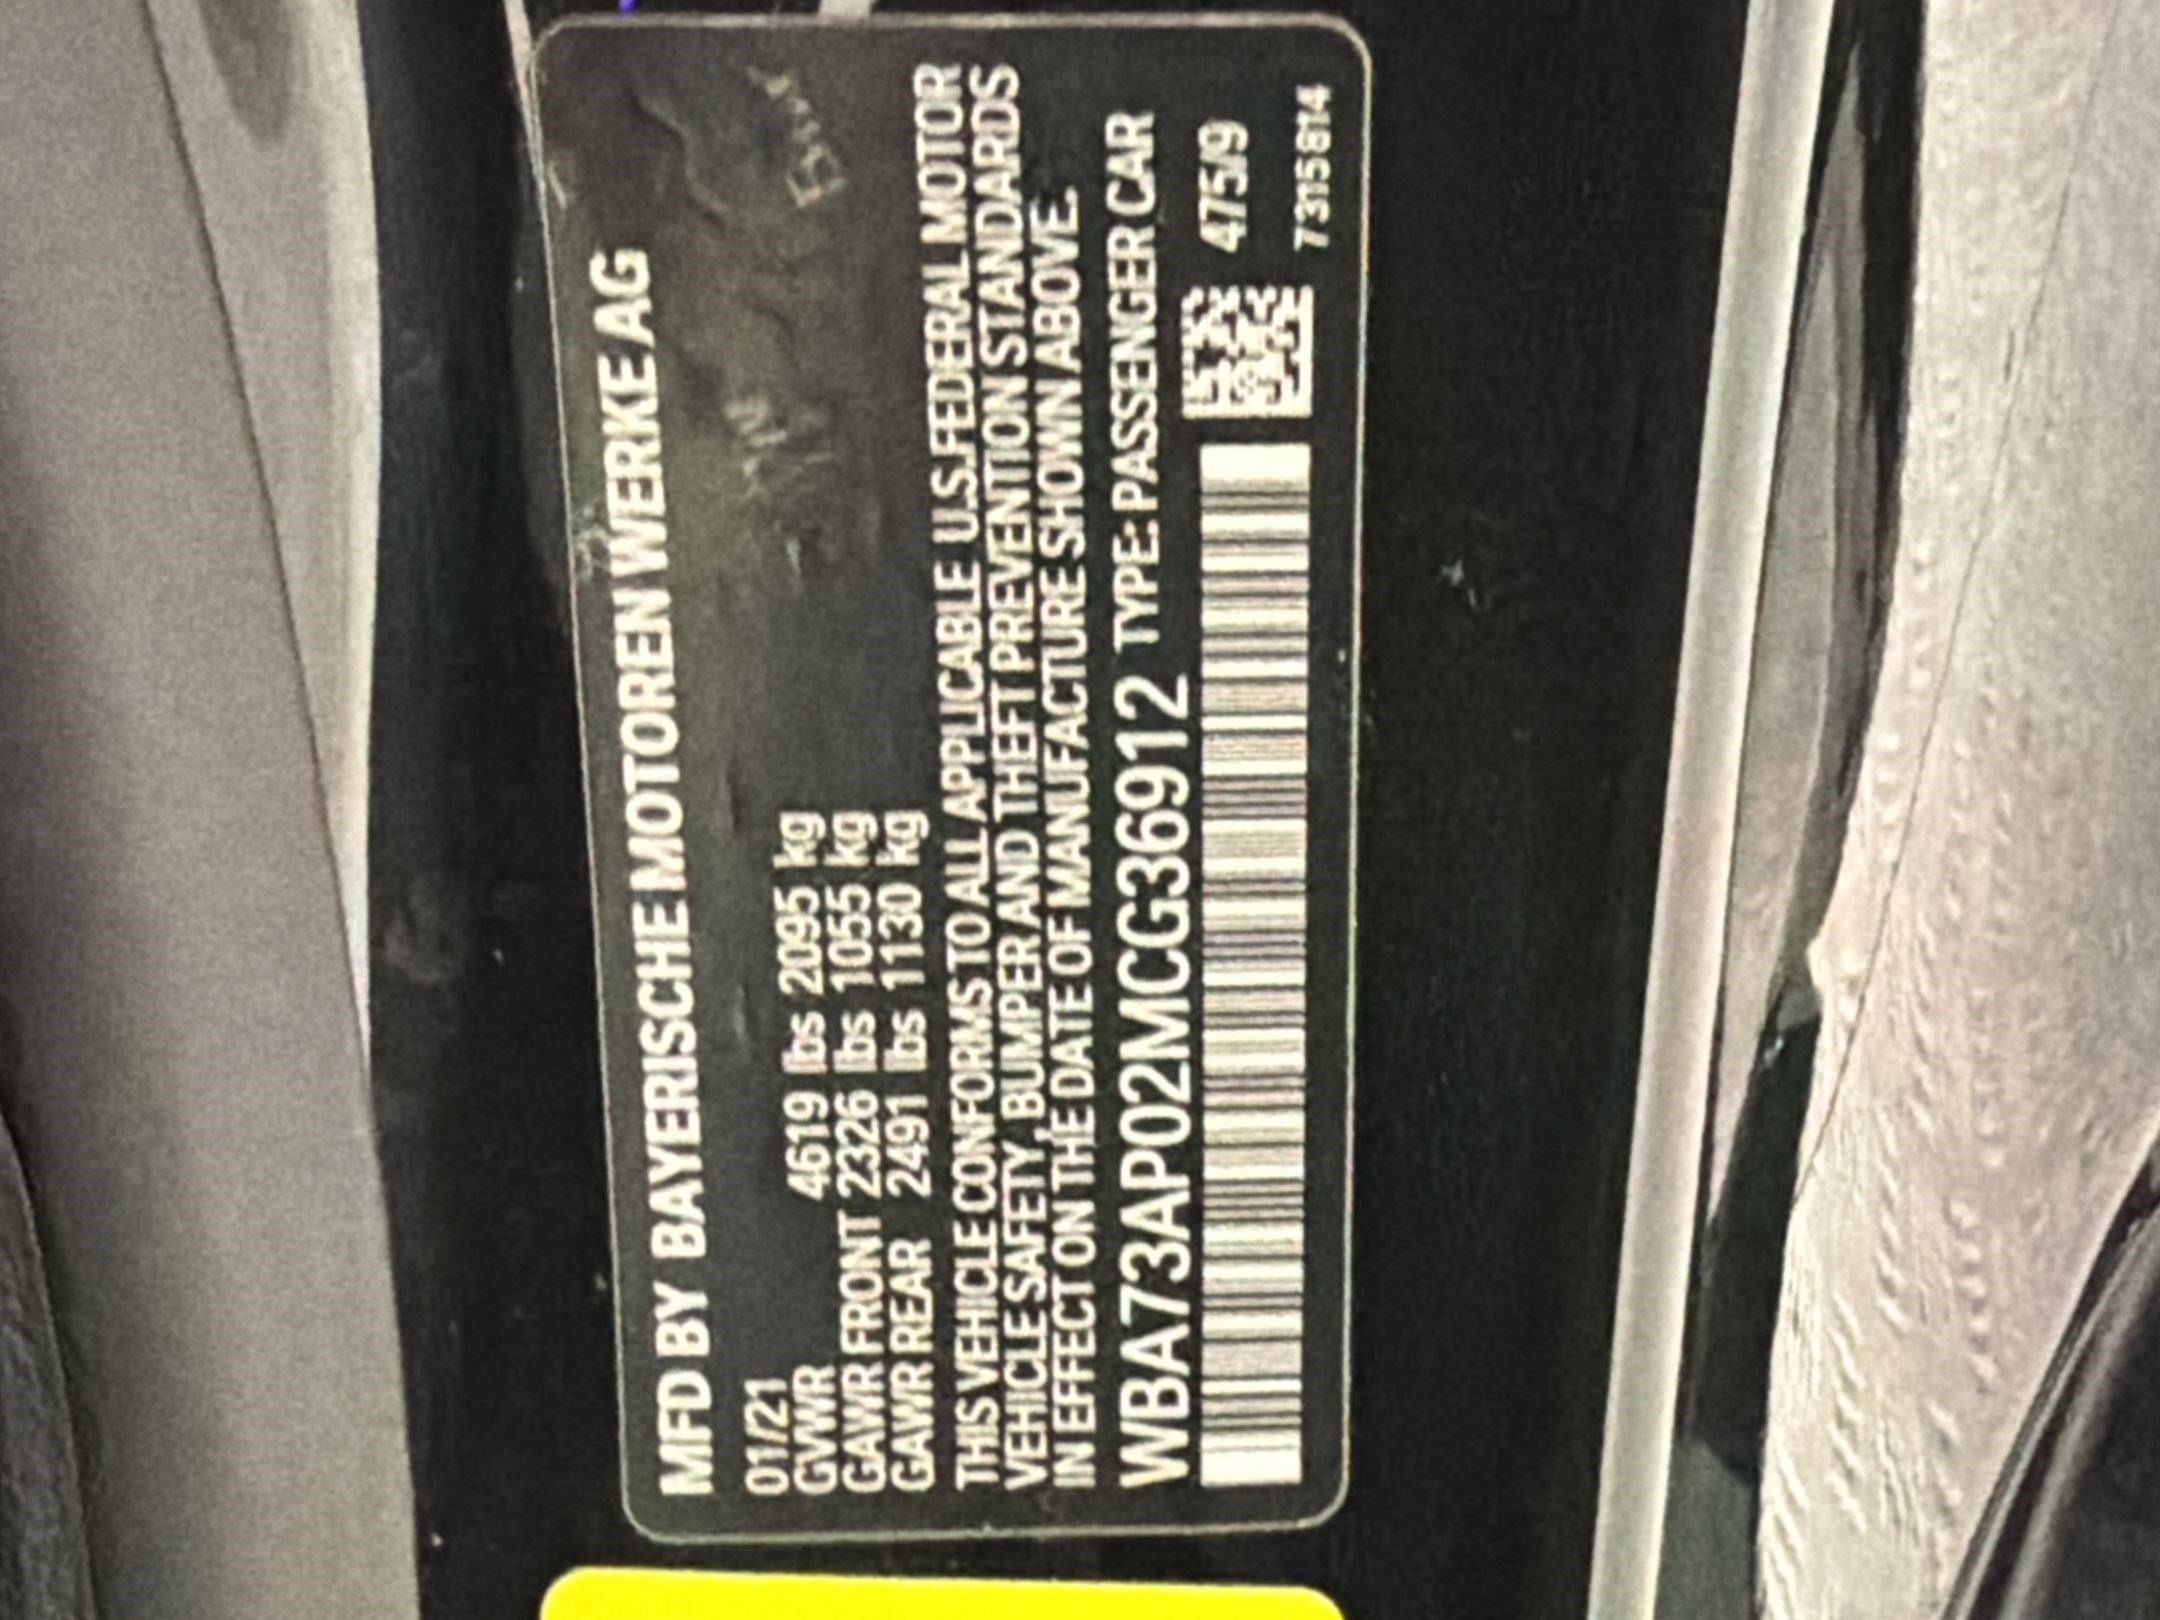 MFD BY BAYERISCHE MOTOREN WERKE AG
01/21
GVWR 4619 lbs 2095 kg
GAWR FRONT 2326 lbs 1055 kg
GAWR REAR 2491 lbs 1130 kg
THIS VEHICLE CONFORMS TO ALL APPLICABLE U.S.FEDERAL MOTOR
VEHICLE SAFETY, BUMPER AND THEFT PREVENTION STANDARDS
IN EFFECT ON THE DATE OF MANUFACTURE SHOWN ABOVE.
WBA73AP02MCG36912 TYPE: PASSENGER CAR
475/9
7315814